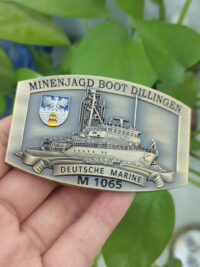 MINENJAGD BOOT DILLINGEN
DEUTSCHE MARINE
M 1065